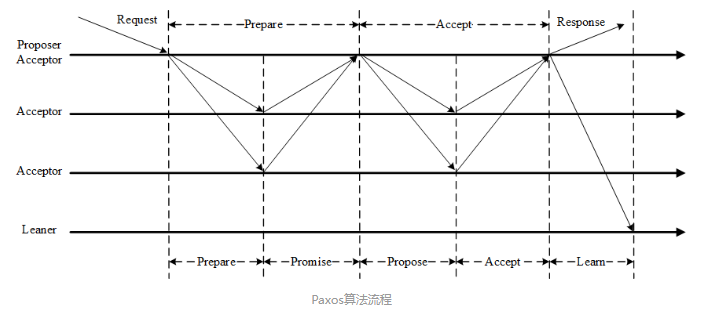 Request
Prepare
Accept
Response
Proposer
Acceptor
Acceptor
Acceptor
Leaner
Prepare
Promise
Propose
Accept
Learn
Paxos算法流程